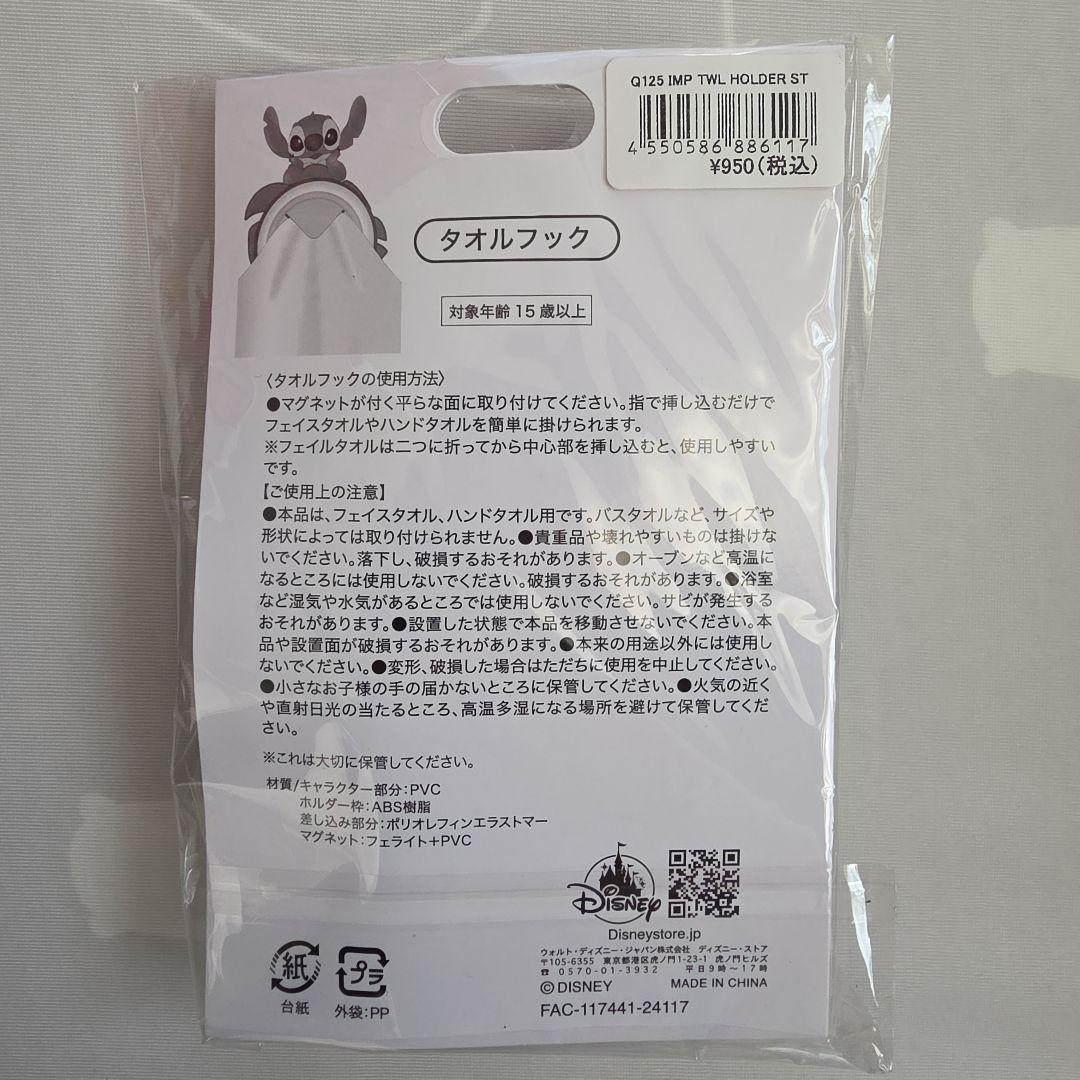 Q125 IMP TWL HOLDER ST
4 550586 886117
¥950(税込)
タオルフック
対象年齢15歳以上
〈タオルフックの使用方法〉
●マグネットが付く平らな面に取り付けてください。指で挿し込むだけで
フェイスタオルやハンドタオルを簡単に掛けられます。
※フェイルタオルは二つに折ってから中心部を挿し込むと、使用しやすい
です。
【ご使用上の注意】
●本品は、フェイスタオル、ハンドタオル用です。バスタオルなど、サイズや
形状によっては取り付けられません。●貴重品や壊れやすいものは掛けな
いでください。落下し、破損するおそれがあります。●オーブンなど高温に
なるところには使用しないでください。破損するおそれがあります。●浴室
など湿気や水気があるところでは使用しないでください。サビが発生する
おそれがあります。●設置した状態で本品を移動させないでください。本
品や設置面が破損するおそれがあります。●本来の用途以外には使用し
ないでください。●変形、破損した場合はただちに使用を中止してください。
●小さなお子様の手の届かないところに保管してください。●火気の近く
や直射日光の当たるところ、高温多湿になる場所を避けて保管してくだ
さい。
※これは大切に保管してください。
材質/キャラクター部分:PVC
ホルダー枠:ABS樹脂
差し込み部分:ポリオレフィンエラストマー
マグネット:フェライト+PVC
Disney
Disneystore.jp
ウォルト・ディズニー・ジャパン株式会社 ディズニー・ストア
〒105-6355 東京都港区虎ノ門1-23-1 虎ノ門ヒルズ
☎ 0570-01-3932 平日9時〜17時
©DISNEY MADE IN CHINA
FAC-117441-24117
紙
台紙
プラ
外袋:PP